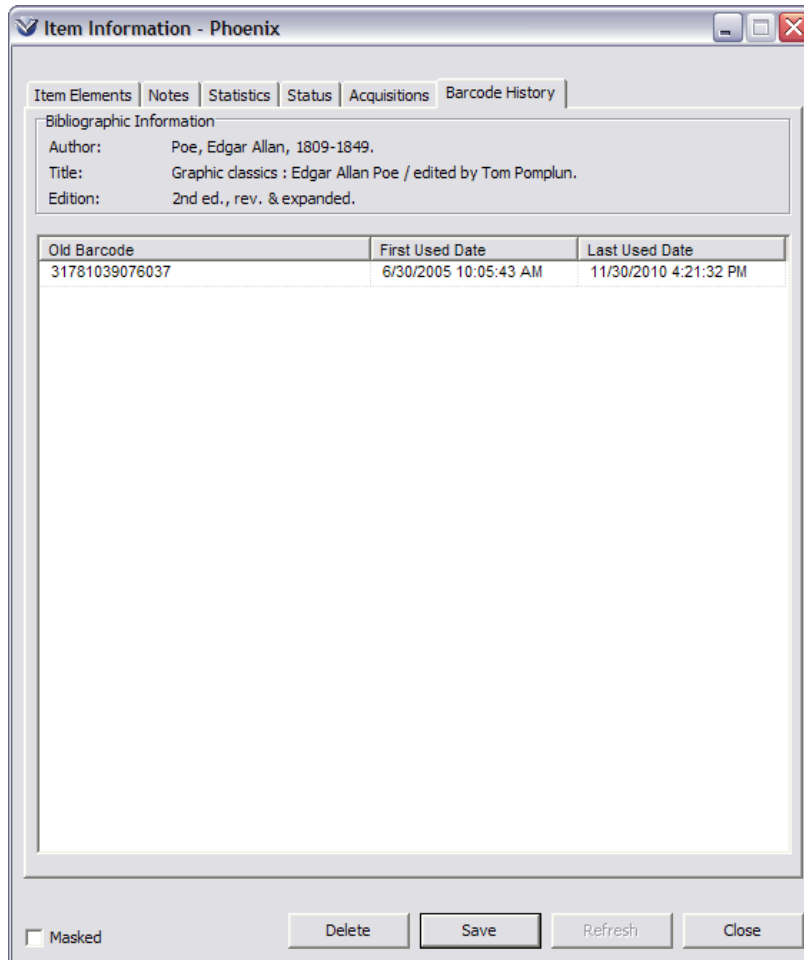 Item Information - Phoenix
Item Elements Notes Statistics Status Acquisitions Barcode History
Bibliographic Information
Author: Poe, Edgar Allan, 1809-1849.
Title: Graphic classics : Edgar Allan Poe / edited by Tom Pomplun.
Edition: 2nd ed., rev. & expanded.
Old Barcode First Used Date Last Used Date
31781039076037 6/30/2005 10:05:43 AM 11/30/2010 4:21:32 PM
Masked Delete Save Refresh Close